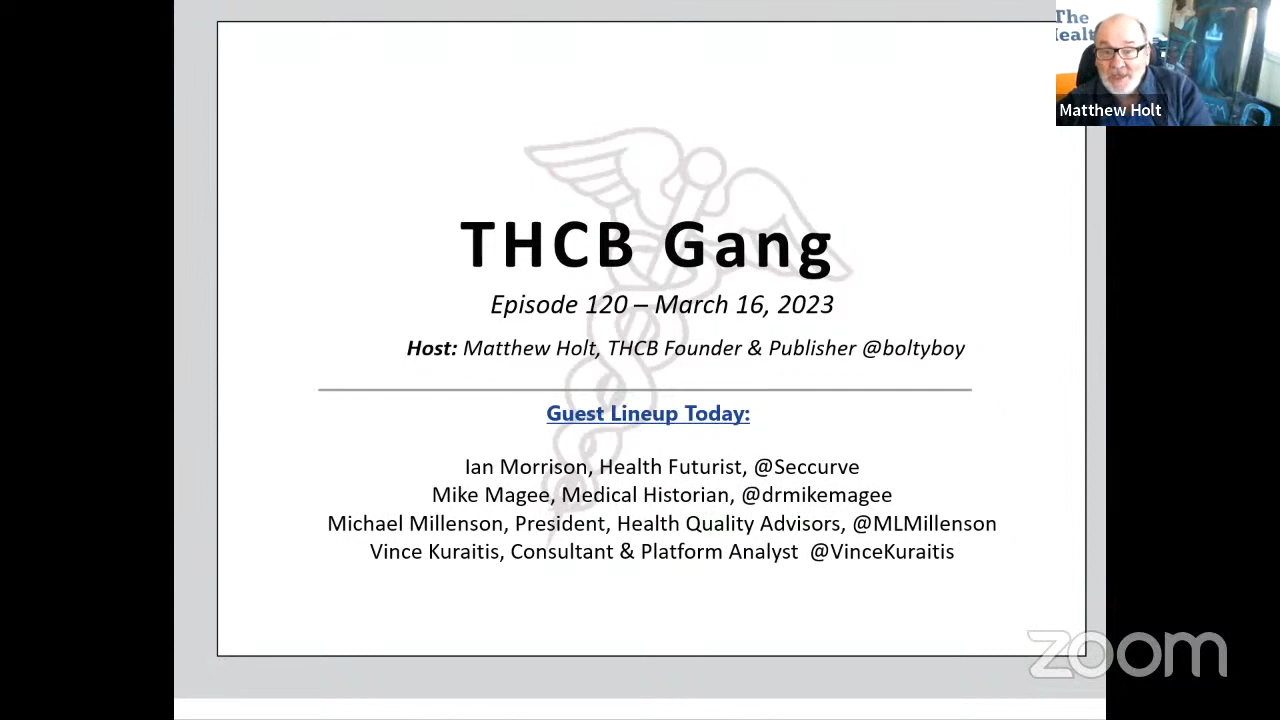 THCB Gang
Episode 120 – March 16, 2023
Host: Matthew Holt, THCB Founder & Publisher @boltyboy
Guest Lineup Today:
Ian Morrison, Health Futurist, @Seccurve
Mike Magee, Medical Historian, @drmikemagee
Michael Millenson, President, Health Quality Advisors, @MLMillenson
Vince Kuraitis, Consultant & Platform Analyst @VinceKuraitis
The
Matthew Holt
zoom